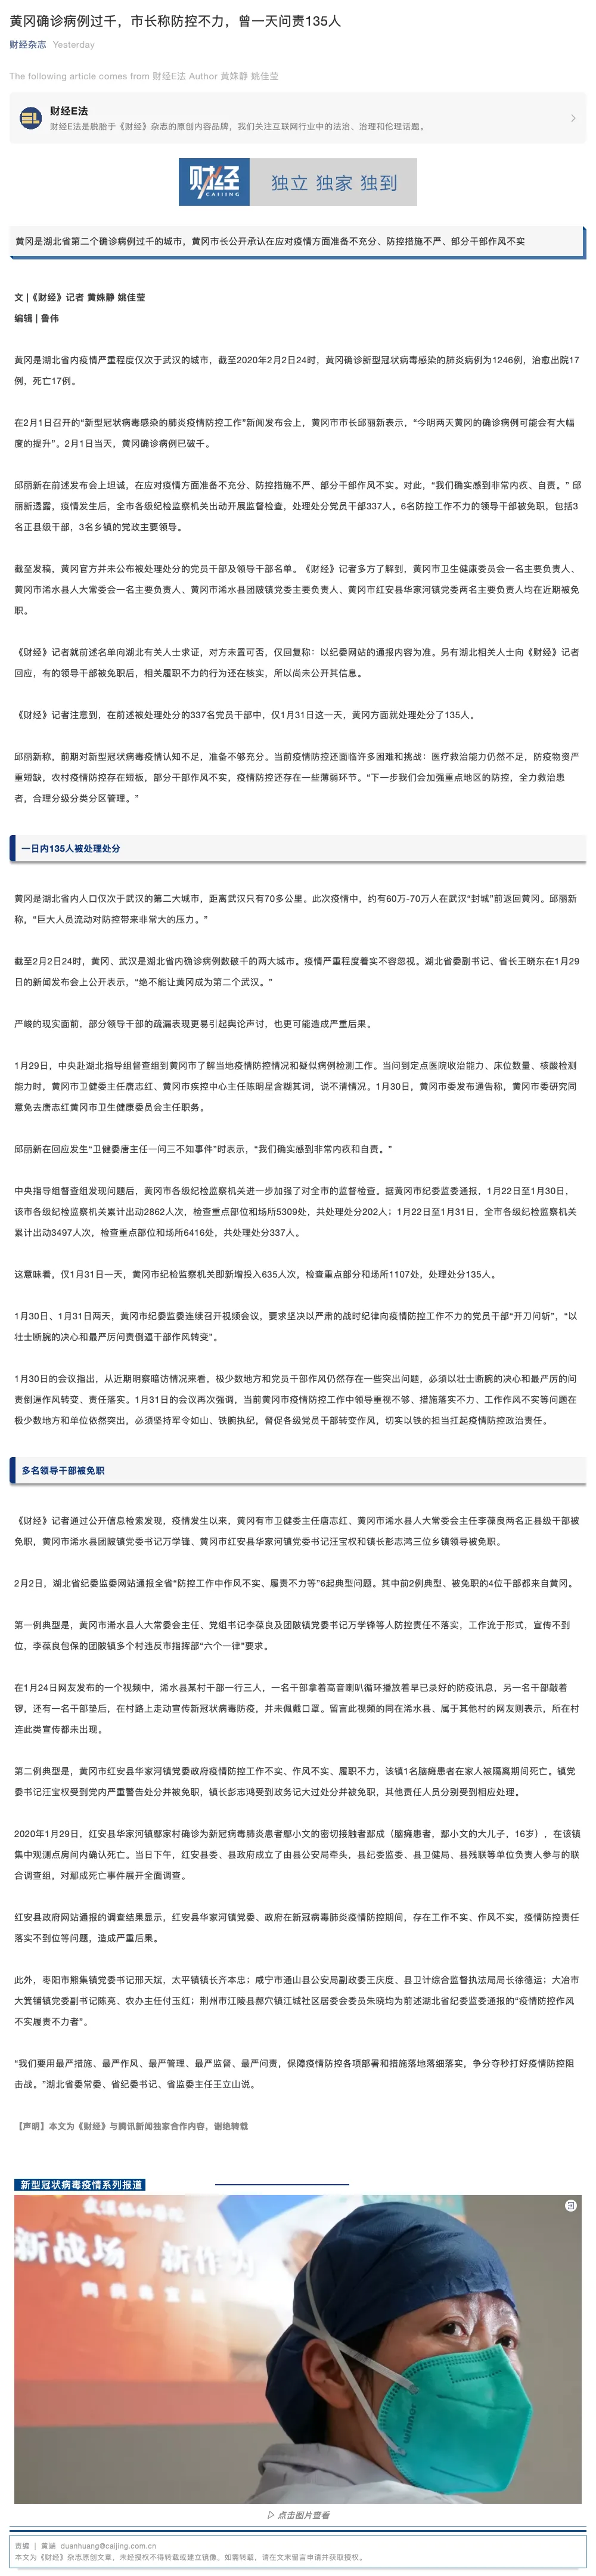 黄冈确诊病例过千，市长称防控不力，曾一天问责135人
财经杂志 Yesterday
The following article comes from 财经E法 Author 黄姝静 姚佳莹
财经E法
财经E法是脱胎于《财经》杂志的原创内容品牌，我们关注互联网行业中的法治、治理和伦理话题。
财经 CAIJING 独立 独家 独到
黄冈是湖北省第二个确诊病例过千的城市，黄冈市长公开承认在应对疫情方面准备不充分、防控措施不严、部分干部作风不实
文 |《财经》记者 黄姝静 姚佳莹
编辑 | 鲁伟
黄冈是湖北省内疫情严重程度仅次于武汉的城市，截至2020年2月2日24时，黄冈确诊新型冠状病毒感染的肺炎病例为1246例，治愈出院17
例，死亡17例。
在2月1日召开的“新型冠状病毒感染的肺炎疫情防控工作”新闻发布会上，黄冈市市长邱丽新表示，“今明两天黄冈的确诊病例可能会有大幅
度的提升”。2月1日当天，黄冈确诊病例已破千。
邱丽新在前述发布会上坦诚，在应对疫情方面准备不充分、防控措施不严、部分干部作风不实。对此，“我们确实感到非常内疚、自责。” 邱
丽新透露，疫情发生后，全市各级纪检监察机关出动开展监督检查，处理处分党员干部337人。6名防控工作不力的领导干部被免职，包括3
名正县级干部，3名乡镇的党政主要领导。
截至发稿，黄冈官方并未公布被处理处分的党员干部及领导干部名单。《财经》记者多方了解到，黄冈市卫生健康委员会一名主要负责人、
黄冈市浠水县人大常委会一名主要负责人、黄冈市浠水县团陂镇党委主要负责人、黄冈市红安县华家河镇党委两名主要负责人均在近期被免
职。
《财经》记者就前述名单向湖北有关人士求证，对方未置可否，仅回复称：以纪委网站的通报内容为准。另有湖北相关人士向《财经》记者
回应，有的领导干部被免职后，相关履职不力的行为还在核实，所以尚未公开其信息。
《财经》记者注意到，在前述被处理处分的337名党员干部中，仅1月31日这一天，黄冈方面就处理处分了135人。
邱丽新称，前期对新型冠状病毒疫情认知不足，准备不够充分。当前疫情防控还面临许多困难和挑战：医疗救治能力仍然不足，防疫物资严
重短缺，农村疫情防控存在短板，部分干部作风不实，疫情防控还存在一些薄弱环节。“下一步我们会加强重点地区的防控，全力救治患
者，合理分级分类分区管理。”
一日内135人被处理处分
黄冈是湖北省内人口仅次于武汉的第二大城市，距离武汉只有70多公里。此次疫情中，约有60万-70万人在武汉“封城”前返回黄冈。邱丽新
称，“巨大人员流动对防控带来非常大的压力。”
截至2月2日24时，黄冈、武汉是湖北省内确诊病例数破千的两大城市。疫情严重程度着实不容忽视。湖北省委副书记、省长王晓东在1月29
日的新闻发布会上公开表示，“绝不能让黄冈成为第二个武汉。”
严峻的现实面前，部分领导干部的疏漏表现更易引起舆论声讨，也更可能造成严重后果。
1月29日，中央赴湖北指导组督查组到黄冈市了解当地疫情防控情况和疑似病例检测工作。当问到定点医院收治能力、床位数量、核酸检测
能力时，黄冈市卫健委主任唐志红、黄冈市疾控中心主任陈明星含糊其词，说不清情况。1月30日，黄冈市委发布通告称，黄冈市委研究同
意免去唐志红黄冈市卫生健康委员会主任职务。
邱丽新在回应发生“卫健委唐主任一问三不知事件”时表示，“我们确实感到非常内疚和自责。”
中央指导组督查组发现问题后，黄冈市各级纪检监察机关进一步加强了对全市的监督检查。据黄冈市纪委监委通报，1月22日至1月30日，
该市各级纪检监察机关累计出动2862人次，检查重点部位和场所5309处，共处理处分202人；1月22日至1月31日，全市各级纪检监察机关
累计出动3497人次，检查重点部位和场所6416处，共处理处分337人。
这意味着，仅1月31日一天，黄冈市纪检监察机关即新增投入635人次，检查重点部分和场所1107处，处理处分135人。
1月30日、1月31日两天，黄冈市纪委监委连续召开视频会议，要求坚决以严肃的战时纪律向疫情防控工作不力的党员干部“开刀问斩”，“以
壮士断腕的决心和最严厉问责倒逼干部作风转变”。
1月30日的会议指出，从近期明察暗访情况来看，极少数地方和党员干部作风仍然存在一些突出问题，必须以壮士断腕的决心和最严厉的问
责倒逼作风转变、责任落实。1月31日的会议再次强调，当前黄冈市疫情防控工作中领导重视不够、措施落实不力、工作作风不实等问题在
极少数地方和单位依然突出，必须坚持军令如山、铁腕执纪，督促各级党员干部转变作风，切实以铁的担当扛起疫情防控政治责任。
多名领导干部被免职
《财经》记者通过公开信息检索发现，疫情发生以来，黄冈有市卫健委主任唐志红、黄冈市浠水县人大常委会主任李葆良两名正县级干部被
免职，黄冈市浠水县团陂镇党委书记万学锋、黄冈市红安县华家河镇党委书记汪宝权和镇长彭志鸿三位乡镇领导被免职。
2月2日，湖北省纪委监委网站通报全省“防控工作中作风不实、履责不力等”6起典型问题。其中前2例典型、被免职的4位干部都来自黄冈。
第一例典型是，黄冈市浠水县人大常委会主任、党组书记李葆良及团陂镇党委书记万学锋等人防控责任不落实，工作流于形式，宣传不到
位，李葆良包保的团陂镇多个村违反市指挥部“六个一律”要求。
在1月24日网友发布的一个视频中，浠水县某村干部一行三人，一名干部拿着高音喇叭循环播放着早已录好的防疫讯息，另一名干部敲着
锣，还有一名干部垫后，在村路上走动宣传新冠状病毒防疫，并未佩戴口罩。留言此视频的同在浠水县、属于其他村的网友则表示，所在村
连此类宣传都未出现。
第二例典型是，黄冈市红安县华家河镇党委政府疫情防控工作不实、作风不实、履职不力，该镇1名脑瘫患者在家人被隔离期间死亡。镇党
委书记汪宝权受到党内严重警告处分并被免职，镇长彭志鸿受到政务记大过处分并被免职，其他责任人员分别受到相应处理。
2020年1月29日，红安县华家河镇鄢家村确诊为新冠病毒肺炎患者鄢小文的密切接触者鄢成（脑瘫患者，鄢小文的大儿子，16岁），在该镇
集中观测点房间内确认死亡。当日下午，红安县委、县政府成立了由县公安局牵头，县纪委监委、县卫健局、县残联等单位负责人参与的联
合调查组，对鄢成死亡事件展开全面调查。
红安县政府网站通报的调查结果显示，红安县华家河镇党委、政府在新冠病毒肺炎疫情防控期间，存在工作不实、作风不实，疫情防控责任
落实不到位等问题，造成严重后果。
此外，枣阳市熊集镇党委书记邢天斌，太平镇镇长齐本忠；咸宁市通山县公安局副政委王庆度、县卫计综合监督执法局局长徐德运；大冶市
大箕铺镇党委副书记陈亮、农办主任付玉红；荆州市江陵县郝穴镇江城社区居委会委员朱晓均为前述湖北省纪委监委通报的“疫情防控作风
不实履责不力者”。
“我们要用最严措施、最严作风、最严管理、最严监督、最严问责，保障疫情防控各项部署和措施落地落细落实，争分夺秒打好疫情防控阻
击战。”湖北省委常委、省纪委书记、省监委主任王立山说。
【声明】本文为《财经》与腾讯新闻独家合作内容，谢绝转载
新型冠状病毒疫情系列报道
新战场 新作为
▷ 点击图片查看
责编 | 黄端 duanhuang@caijing.com.cn
本文为《财经》杂志原创文章，未经授权不得转载或建立镜像。如需转载，请在文末留言申请并获取授权。